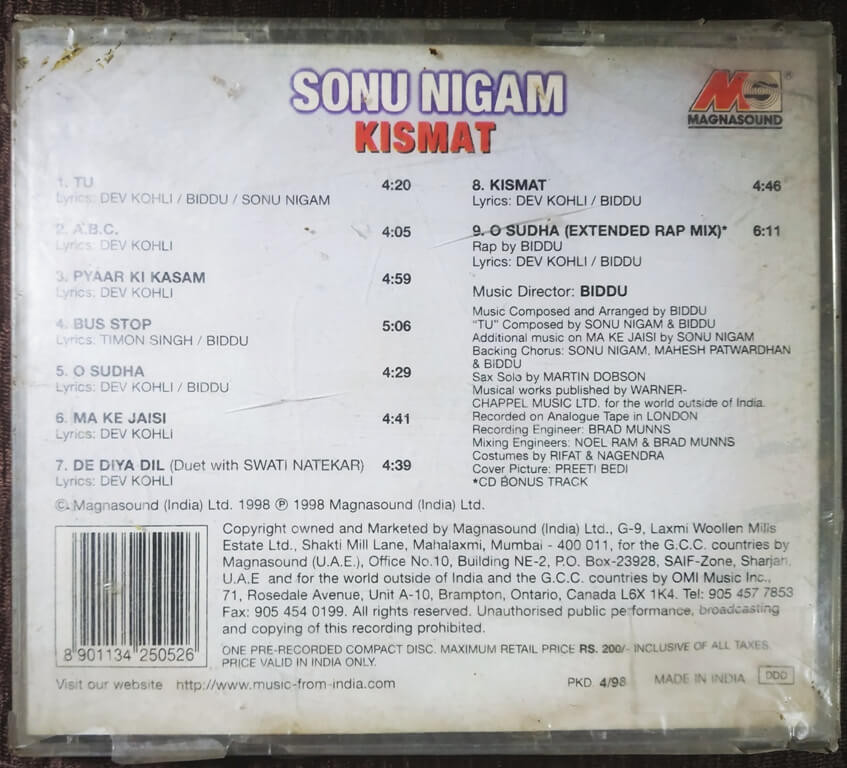 SONU NIGAM
KISMAT
MS
MAGNASOUND
®
1. TU 4:20
Lyrics: DEV KOHLI / BIDDU / SONU NIGAM
2. A.B.C. 4:05
Lyrics: DEV KOHLI
3. PYAAR KI KASAM 4:59
Lyrics: DEV KOHLI
4. BUS STOP 5:06
Lyrics: TIMON SINGH / BIDDU
5. O SUDHA 4:29
Lyrics: DEV KOHLI / BIDDU
6. MA KE JAISI 4:41
Lyrics: DEV KOHLI
7. DE DIYA DIL (Duet with SWATI NATEKAR) 4:39
Lyrics: DEV KOHLI
8. KISMAT 4:46
Lyrics: DEV KOHLI / BIDDU
9. O SUDHA (EXTENDED RAP MIX)* 6:11
Rap by BIDDU
Lyrics: DEV KOHLI / BIDDU
Music Director: BIDDU
Music Composed and Arranged by BIDDU
"TU" Composed by SONU NIGAM & BIDDU
Additional music on MA KE JAISI by SONU NIGAM
Backing Chorus: SONU NIGAM, MAHESH PATWARDHAN
& BIDDU
Sax Solo by MARTIN DOBSON
Musical works published by WARNER-
CHAPPEL MUSIC LTD. for the world outside of India.
Recorded on Analogue Tape in LONDON
Recording Engineer: BRAD MUNNS
Mixing Engineers: NOEL RAM & BRAD MUNNS
Costumes by RIFAT & NAGENDRA
Cover Picture: PREETI BEDI
*CD BONUS TRACK
©. Magnasound (India) Ltd. 1998 ℗ 1998 Magnasound (India) Ltd.
Copyright owned and Marketed by Magnasound (India) Ltd., G-9, Laxmi Woollen Mills
Estate Ltd., Shakti Mill Lane, Mahalaxmi, Mumbai - 400 011, for the G.C.C. countries by
Magnasound (U.A.E.), Office No.10, Building NE-2, P.O. Box-23928, SAIF-Zone, Sharjah,
U.A.E and for the world outside of India and the G.C.C. countries by OMI Music Inc.,
71, Rosedale Avenue, Unit A-10, Brampton, Ontario, Canada L6X 1K4. Tel: 905 457 7853
Fax: 905 454 0199. All rights reserved. Unauthorised public performance, broadcasting
and copying of this recording prohibited.
8 901134 250526
ONE PRE-RECORDED COMPACT DISC. MAXIMUM RETAIL PRICE RS. 200/- INCLUSIVE OF ALL TAXES.
PRICE VALID IN INDIA ONLY.
Visit our website http://www.music-from-india.com
PKD 4/98 MADE IN INDIA DDD